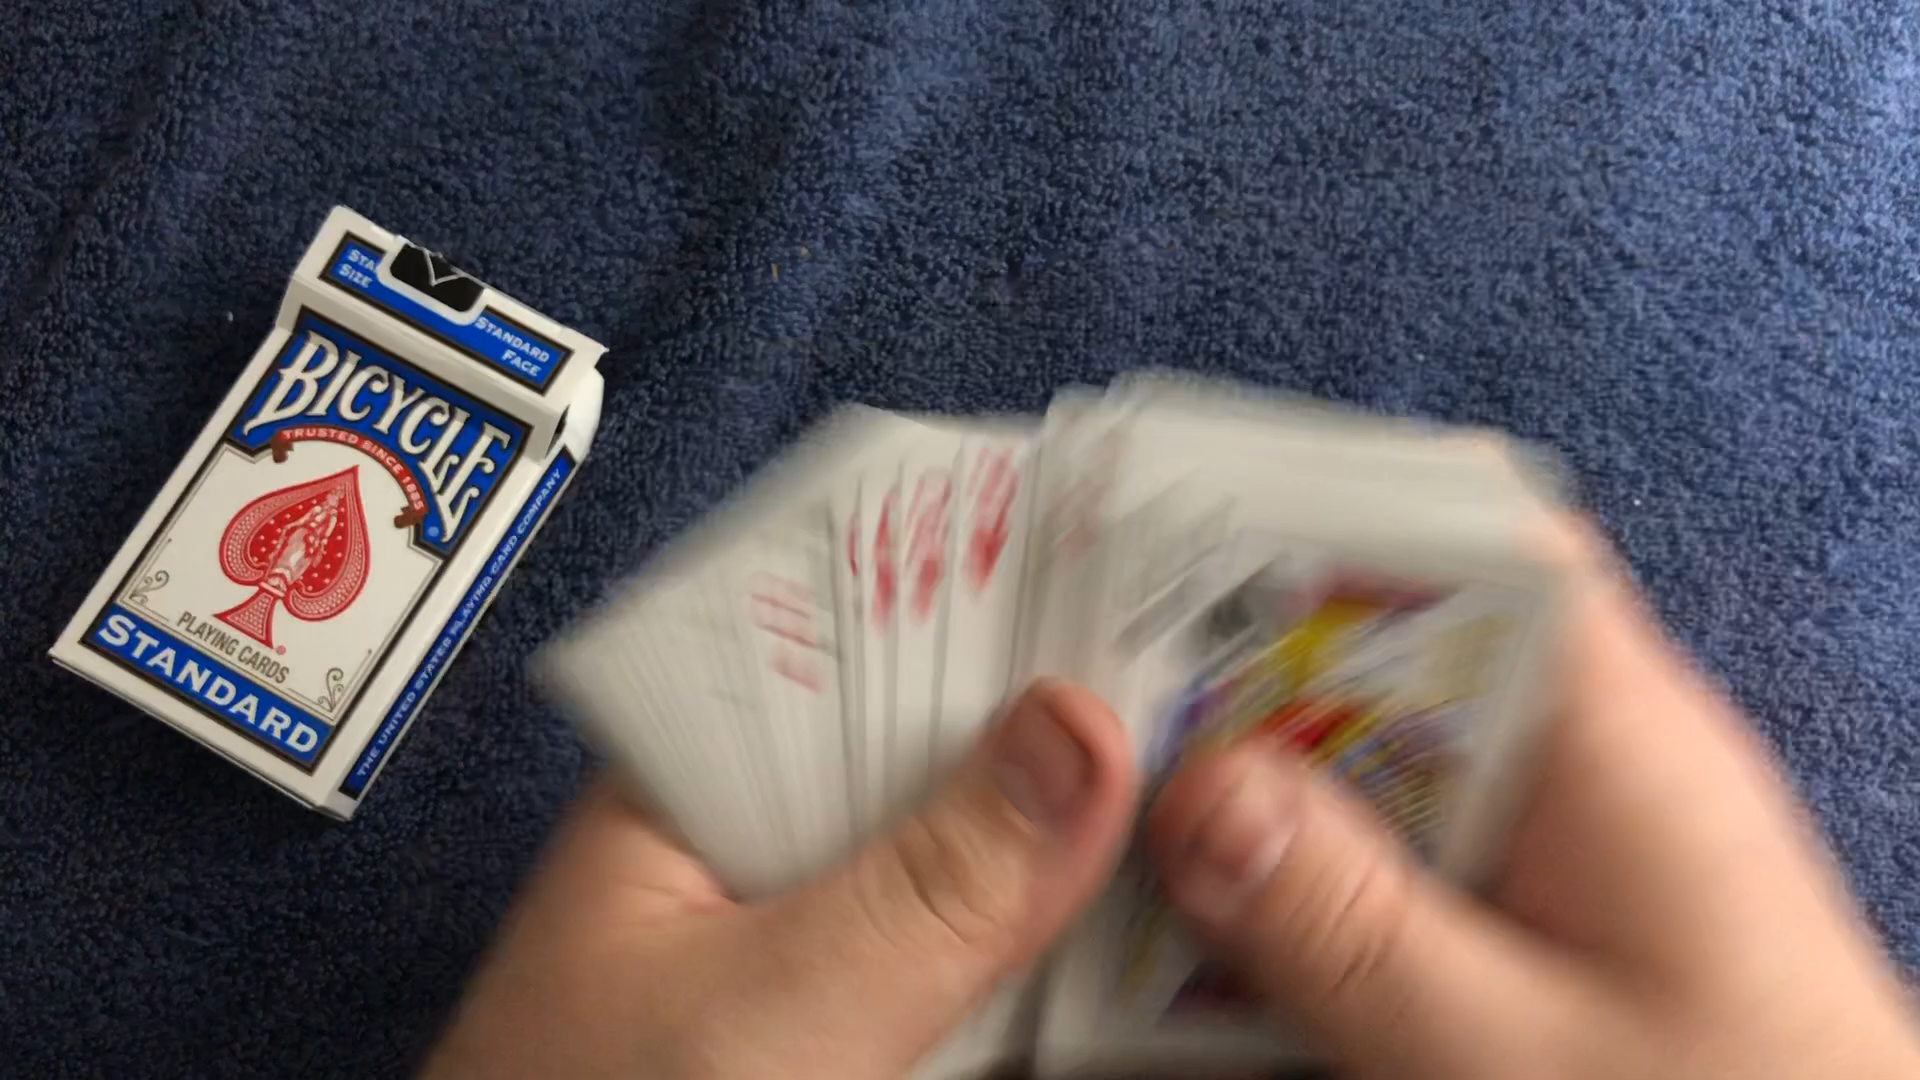 STA
SIZE
STANDARD
FACE
BICYCLE
®
TRUSTED SINCE 1885
PLAYING CARDS
®
STANDARD
THE UNITED STATES PLAYING CARD COMPANY